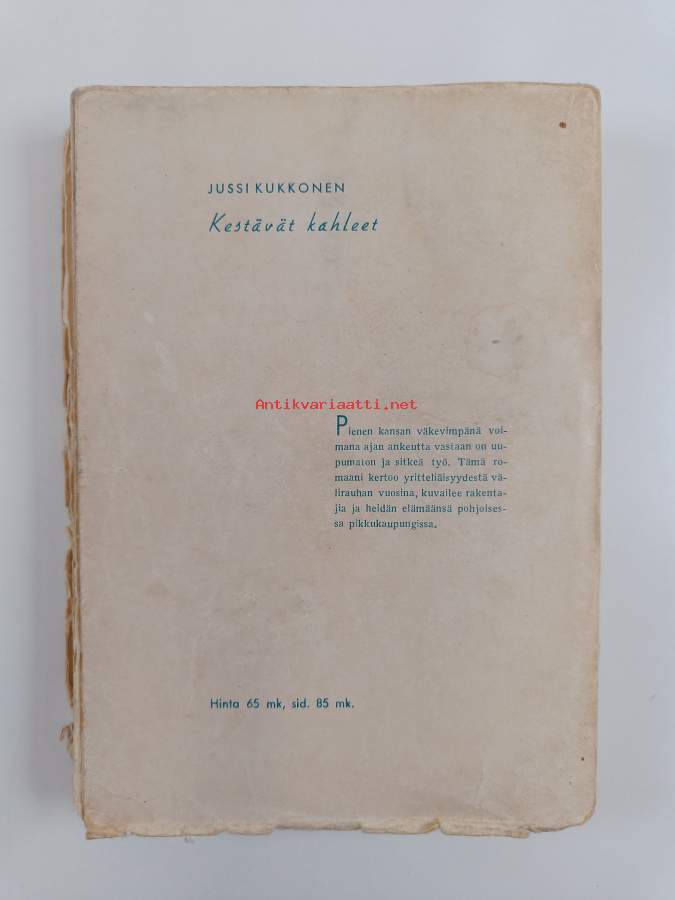 JUSSI KUKKONEN
Kestävät kahleet
Antikvariaatti.net
Pienen kansan väkevimpänä voi-
mana ajan ankeutta vastaan on uu-
pumaton ja sitkeä työ. Tämä ro-
maani kertoo yritteliäisyydestä vä-
lirauhan vuosina, kuvailee rakenta-
jia ja heidän elämäänsä pohjoises-
sa pikkukaupungissa.
Hinta 65 mk, sid. 85 mk.